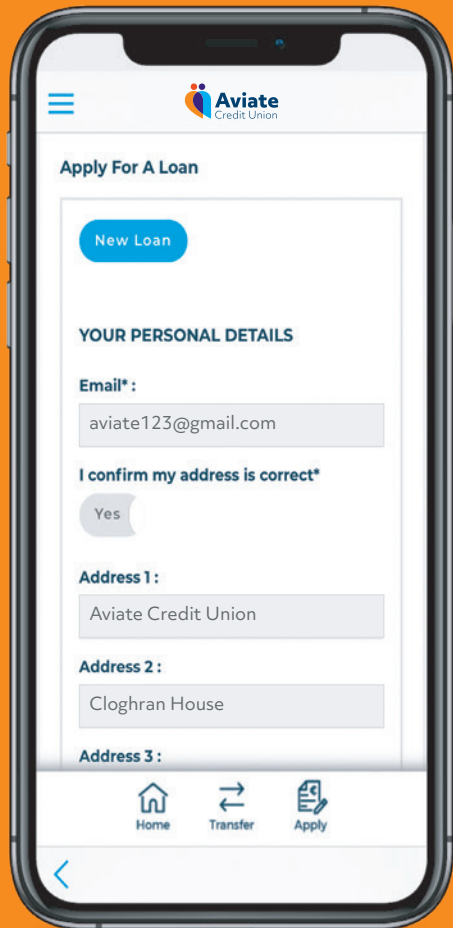 Aviate
Credit Union
Apply For A Loan
New Loan
YOUR PERSONAL DETAILS
Email* :
aviate123@gmail.com
I confirm my address is correct*
Yes
Address 1 :
Aviate Credit Union
Address 2 :
Cloghran House
Address 3 :
Home Transfer Apply